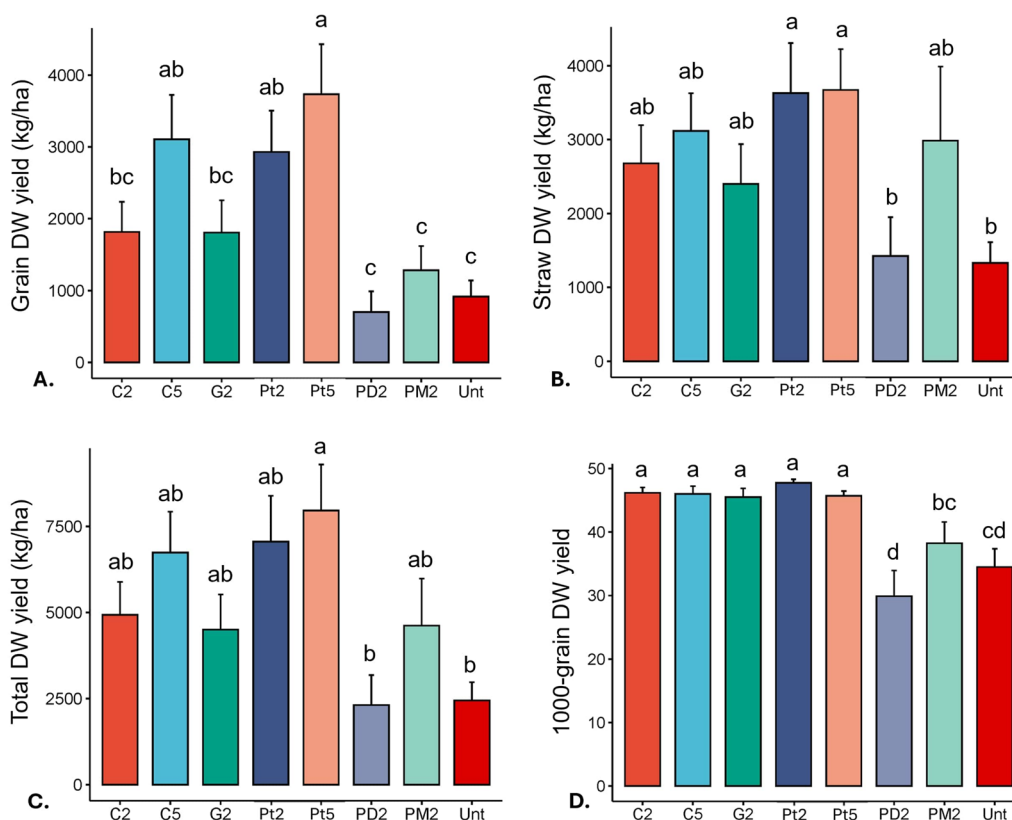 Grain DW yield (kg/ha)
4000
3000
2000
1000
0
bc
ab
bc
ab
a
c
c
c
A.
C2 C5 G2 Pt2 Pt5 PD2 PM2 Unt
Straw DW yield (kg/ha)
4000
3000
2000
1000
0
ab
ab
ab
a
a
b
ab
b
B.
C2 C5 G2 Pt2 Pt5 PD2 PM2 Unt
Total DW yield (kg/ha)
7500
5000
2500
0
ab
ab
ab
ab
a
b
ab
b
C.
C2 C5 G2 Pt2 Pt5 PD2 PM2 Unt
1000-grain DW yield
50
40
30
20
10
0
a
a
a
a
a
d
bc
cd
D.
C2 C5 G2 Pt2 Pt5 PD2 PM2 Unt